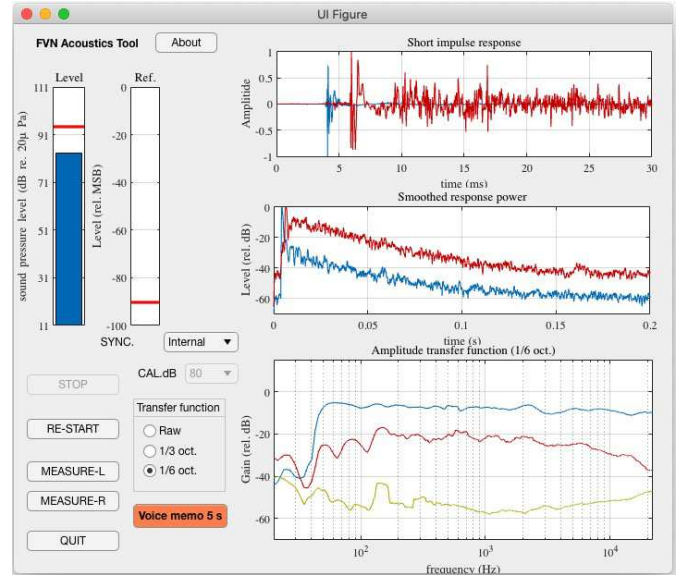 UI Figure
FVN Acoustics Tool
About
Level
Ref.
sound pressure level (dB re. 20μ Pa)
111
91
71
51
31
11
Level (rel. MSB)
0
-20
-40
-60
-80
-100
SYNC.
Internal
CAL.dB
80
STOP
RE-START
MEASURE-L
MEASURE-R
QUIT
Transfer function
Raw
1/3 oct.
1/6 oct.
Voice memo 5 s
Short impulse response
Amplitide
1
0.5
0
-0.5
-1
0 5 10 15 20 25 30
time (ms)
Smoothed response power
Level (rel. dB)
0
-20
-40
-60
0 0.05 0.1 0.15 0.2
time (s)
Amplitude transfer function (1/6 oct.)
Gain (rel. dB)
0
-20
-40
-60
10² 10³ 10⁴
frequency (Hz)